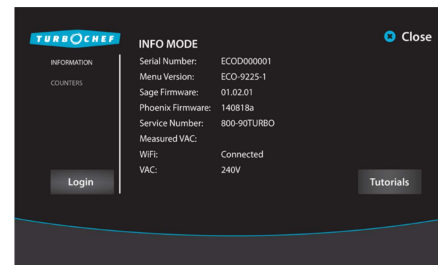 TURBOCHEF
INFO MODE
Close
INFORMATION
COUNTERS
Serial Number: ECOD000001
Menu Version: ECO-9225-1
Sage Firmware: 01.02.01
Phoenix Firmware: 140818a
Service Number: 800-90TURBO
Measured VAC:
WiFi: Connected
VAC: 240V
Login
Tutorials